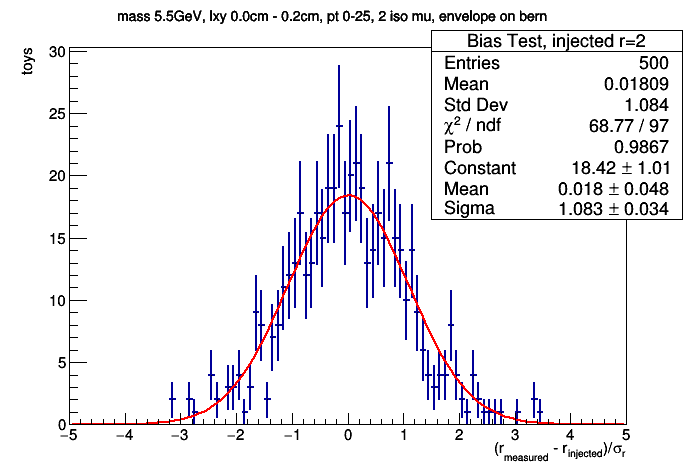 mass 5.5GeV, lxy 0.0cm - 0.2cm, pt 0-25, 2 iso mu, envelope on bern
Bias Test, injected r=2
Entries 500
Mean 0.01809
Std Dev 1.084
χ² / ndf 68.77 / 97
Prob 0.9867
Constant 18.42 ± 1.01
Mean 0.018 ± 0.048
Sigma 1.083 ± 0.034
toys
30
25
20
15
10
5
0
−5 −4 −3 −2 −1 0 1 2 3 4 5
(r_measured - r_injected)/σ_r